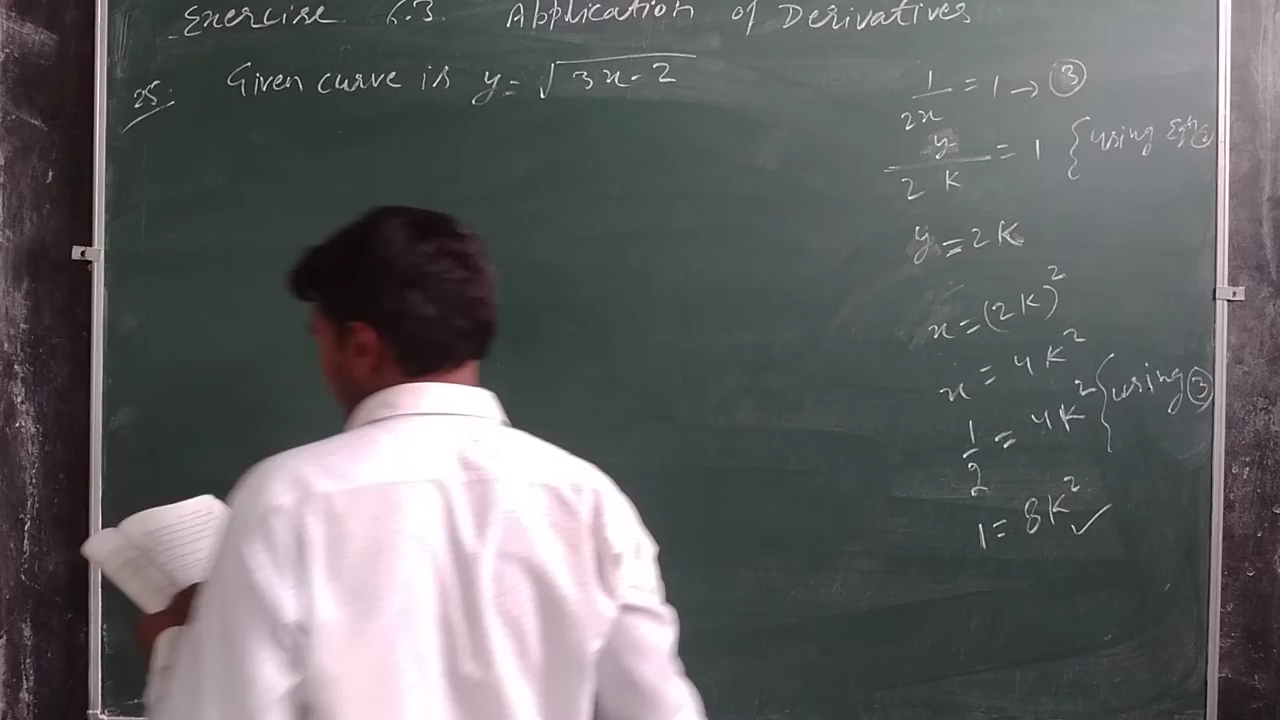 Exercise 6.3. Application of Derivatives
25. Given curve is y = √3x-2
1/2x = 1 → ③
y/2K = 1 {using Eqn ②
y = 2K
x = (2K)²
x = 4K²
1/2 = 4K² {using ③
1 = 8K² ✓